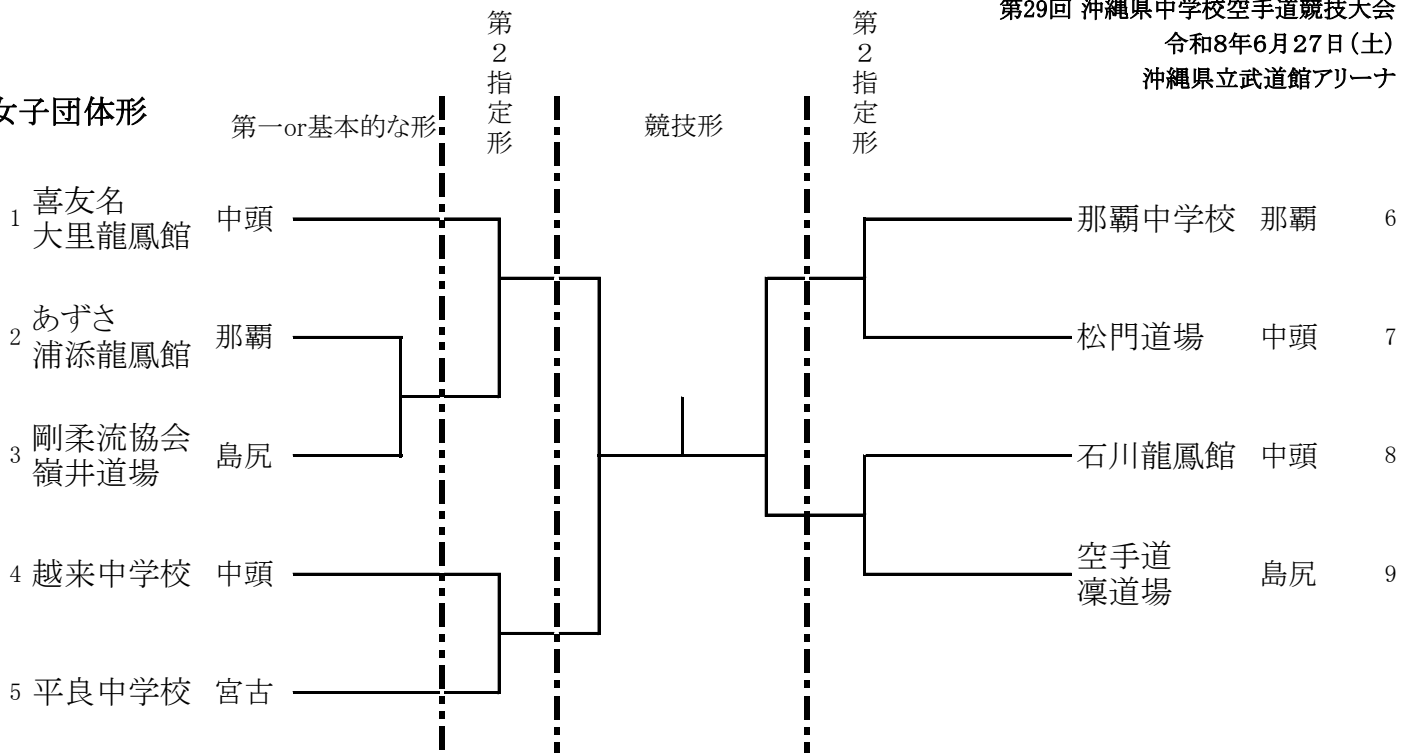 第29回 沖縄県中学校空手道競技大会
令和8年6月27日(土)
沖縄県立武道館アリーナ
女子団体形
第一or基本的な形
第2指定形
競技形
第2指定形
1 喜友名
大里龍鳳館 中頭
2 あずさ
浦添龍鳳館 那覇
3 剛柔流協会
嶺井道場 島尻
4 越来中学校 中頭
5 平良中学校 宮古
那覇中学校 那覇 6
松門道場 中頭 7
石川龍鳳館 中頭 8
空手道
凜道場 島尻 9